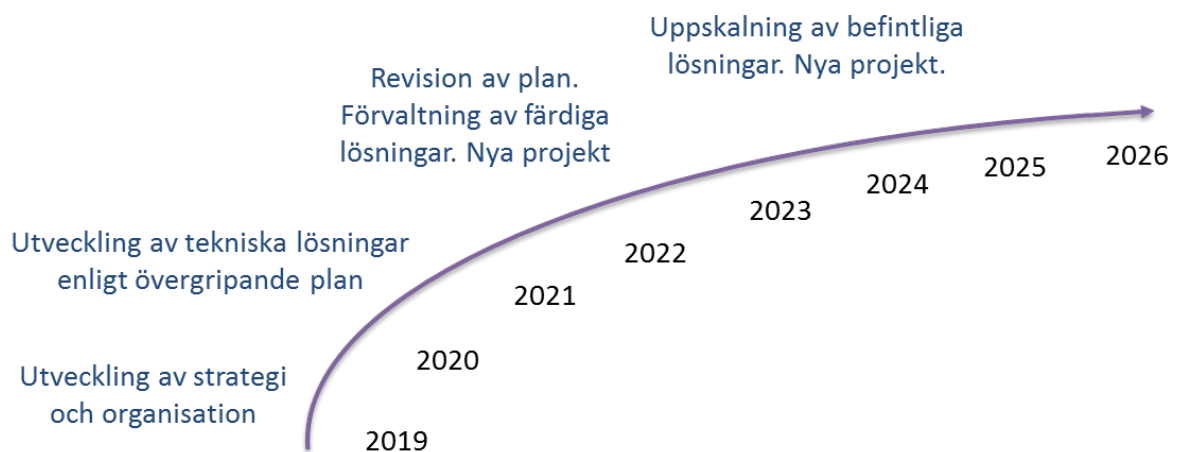 Uppskalning av befintliga
lösningar. Nya projekt.
Revision av plan.
Förvaltning av färdiga
lösningar. Nya projekt
Utveckling av tekniska lösningar
enligt övergripande plan
Utveckling av strategi
och organisation
2019
2020
2021
2022
2023
2024
2025
2026